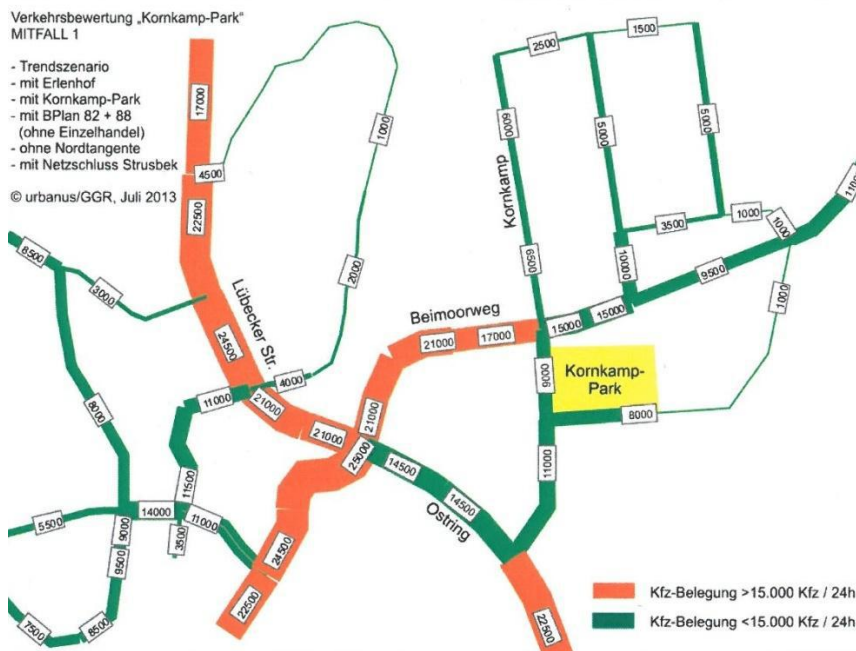 Verkehrsbewertung „Kornkamp-Park"
MITFALL 1
- Trendszenario
- mit Erlenhof
- mit Kornkamp-Park
- mit BPlan 82 + 88
(ohne Einzelhandel)
- ohne Nordtangente
- mit Netzschluss Strusbek
© urbanus/GGR, Juli 2013
17000
4500
22500
1000
2000
8500
3000
Lübecker Str.
24500
4000
11000
21000
21000
8000
11500
14000
11000
3500
5500
9000
9500
7500
8500
25000
24500
22500
21000
21000
17000
Beimoorweg
2500
1500
6000
5000
5000
Kornkamp
6500
3500
1000
1000
10000
9500
15000
15000
1000
9000
Kornkamp-
Park
8000
11000
14500
14500
Ostring
22500
Kfz-Belegung >15.000 Kfz / 24h
Kfz-Belegung <15.000 Kfz / 24h